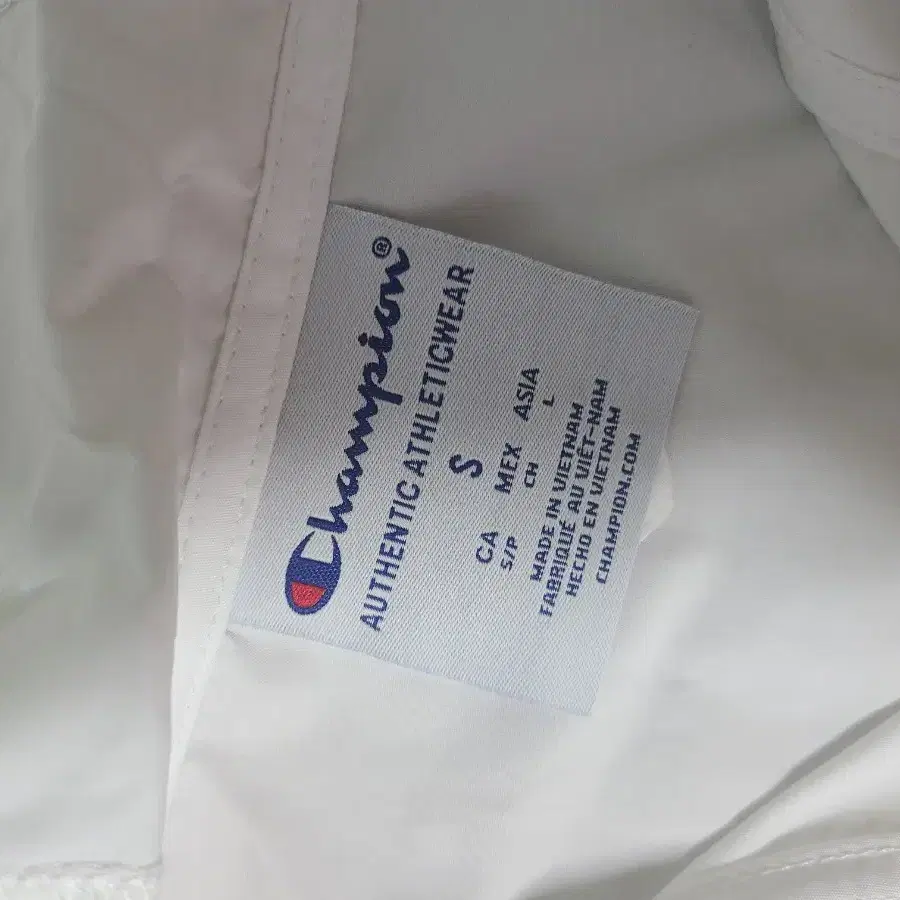 Champion®
AUTHENTIC ATHLETICWEAR
S
CA MEX ASIA
S/P CH L
MADE IN VIETNAM
FABRIQUÉ AU VIÊT-NAM
HECHO EN VIETNAM
CHAMPION.COM